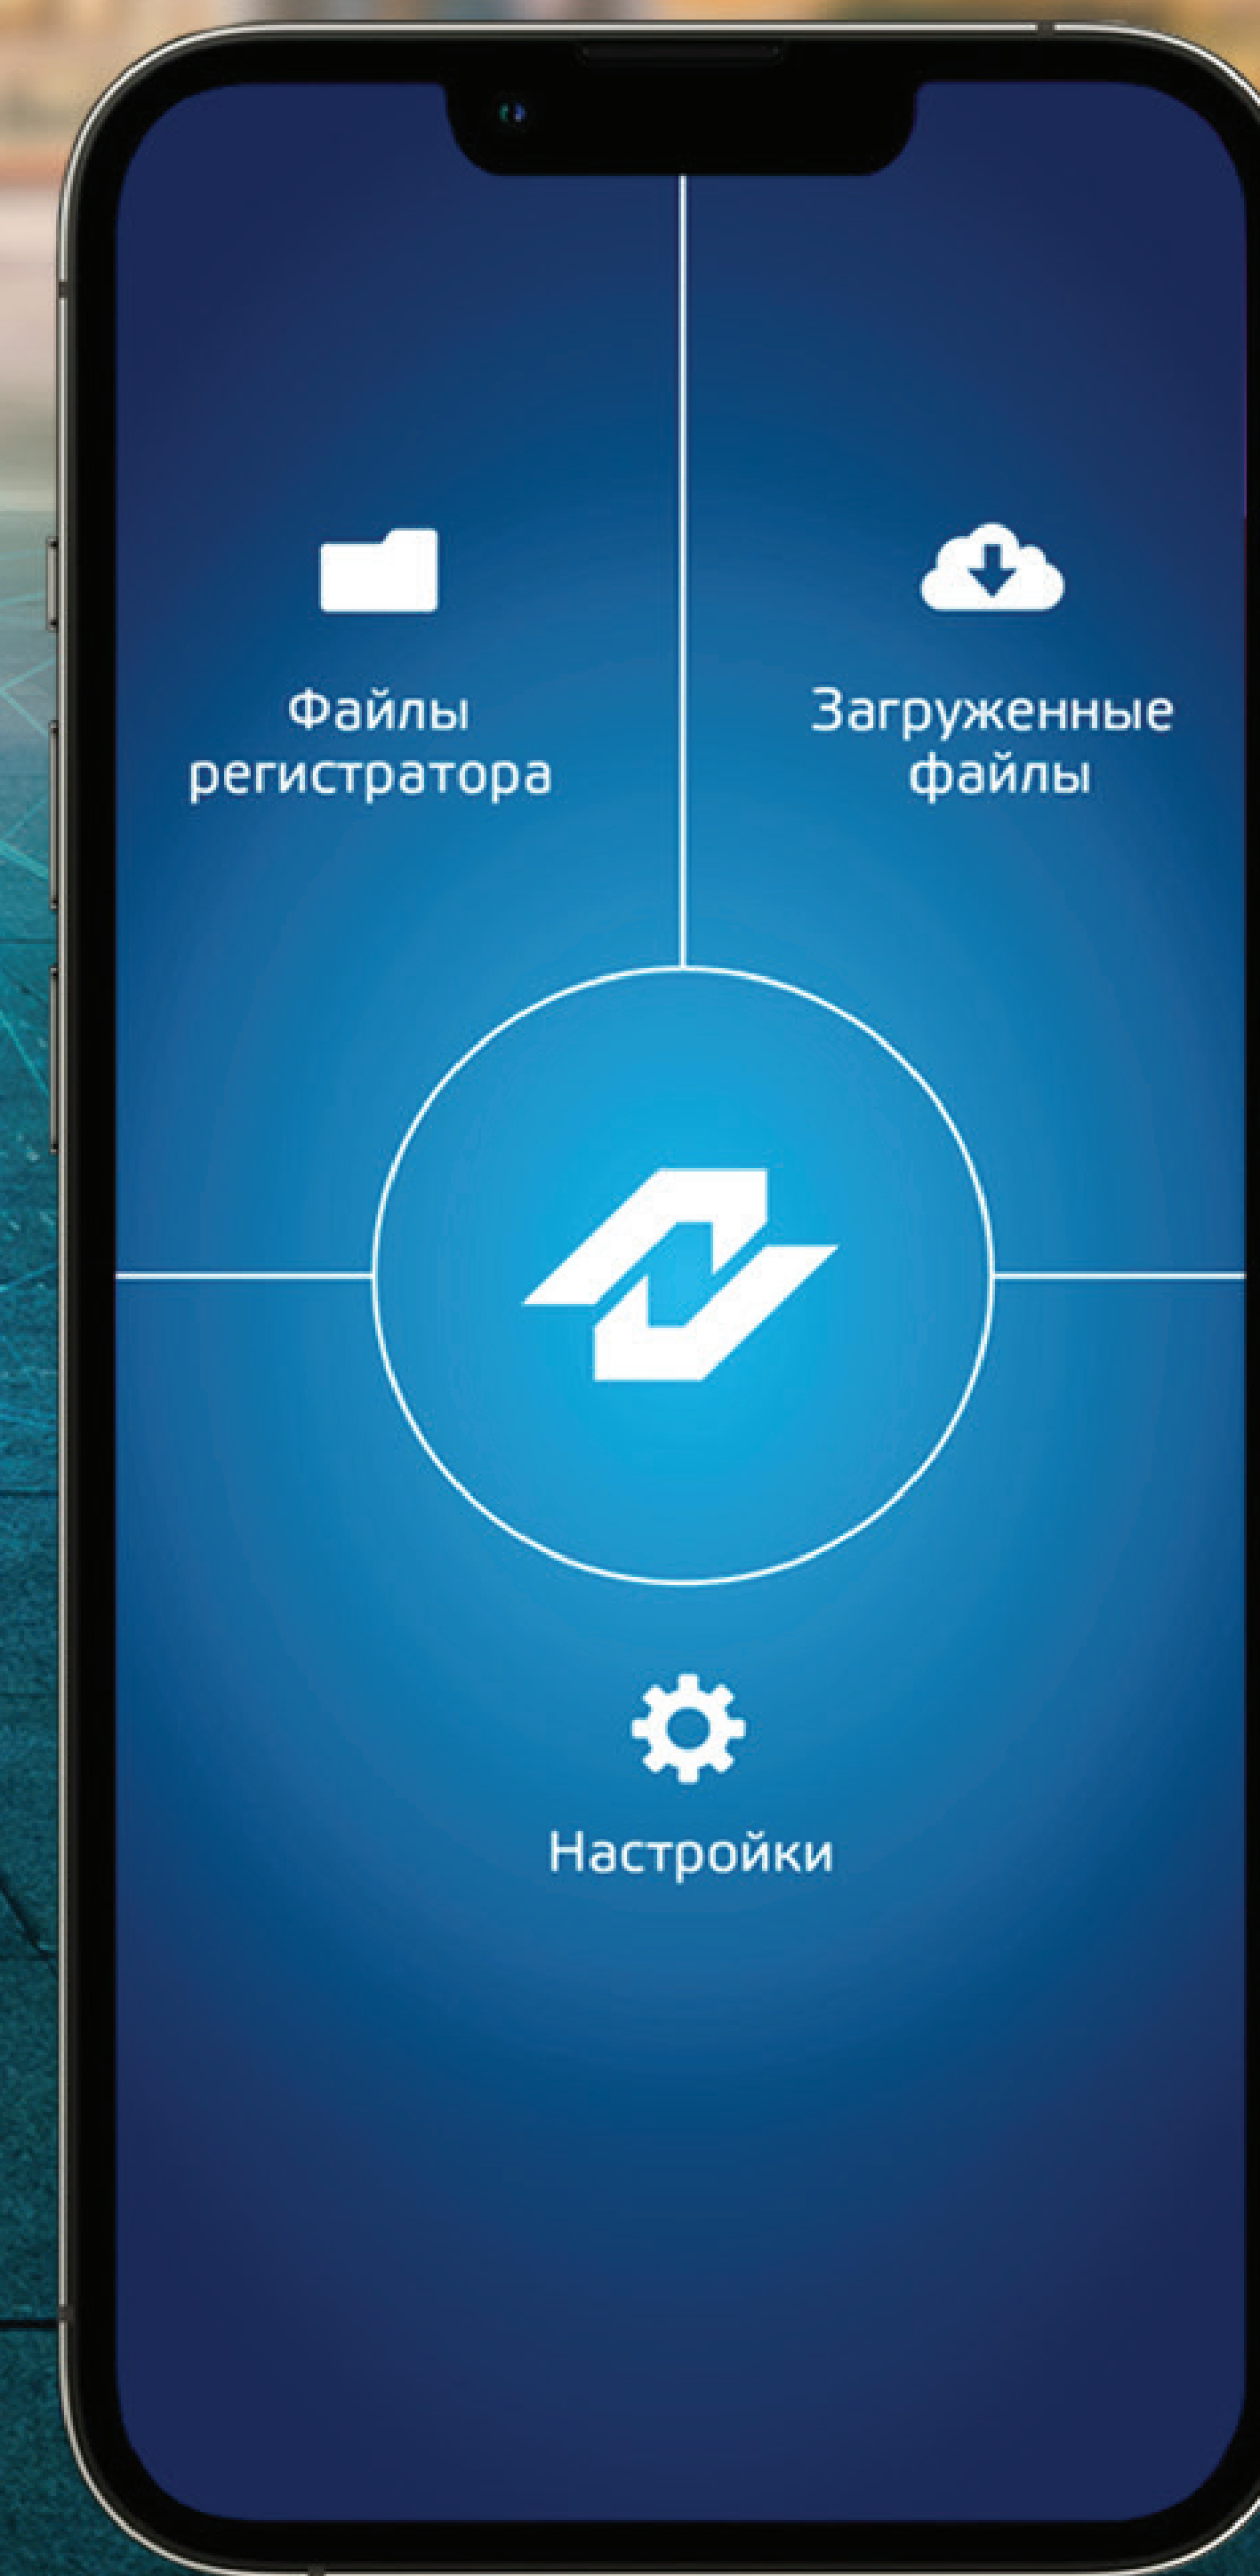 Файлы
регистратора
Загруженные
файлы
Настройки